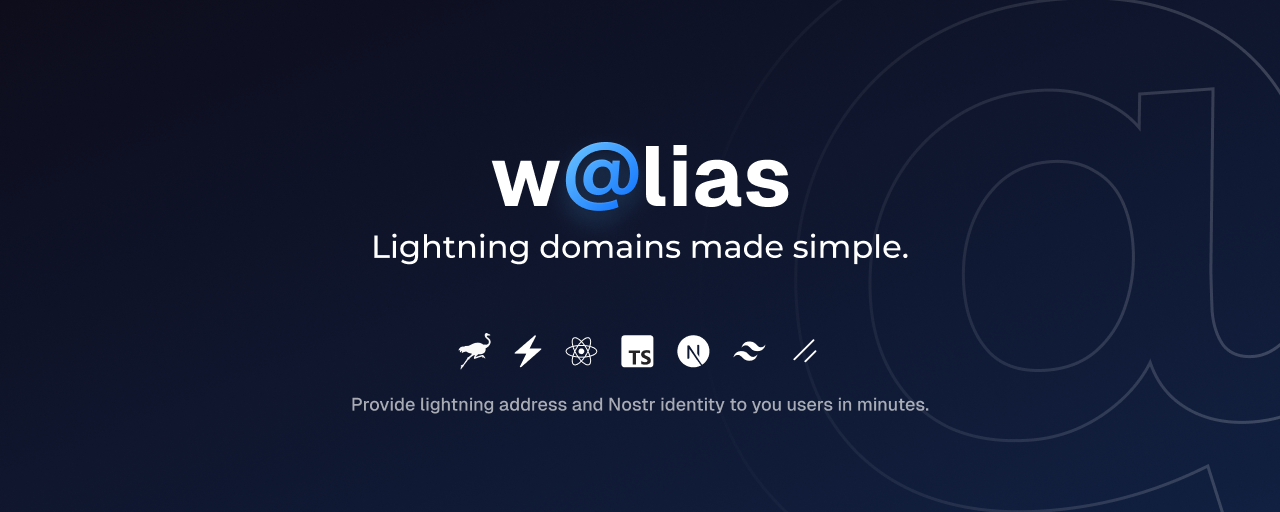 w@lias
Lightning domains made simple.
TS N
Provide lightning address and Nostr identity to you users in minutes.